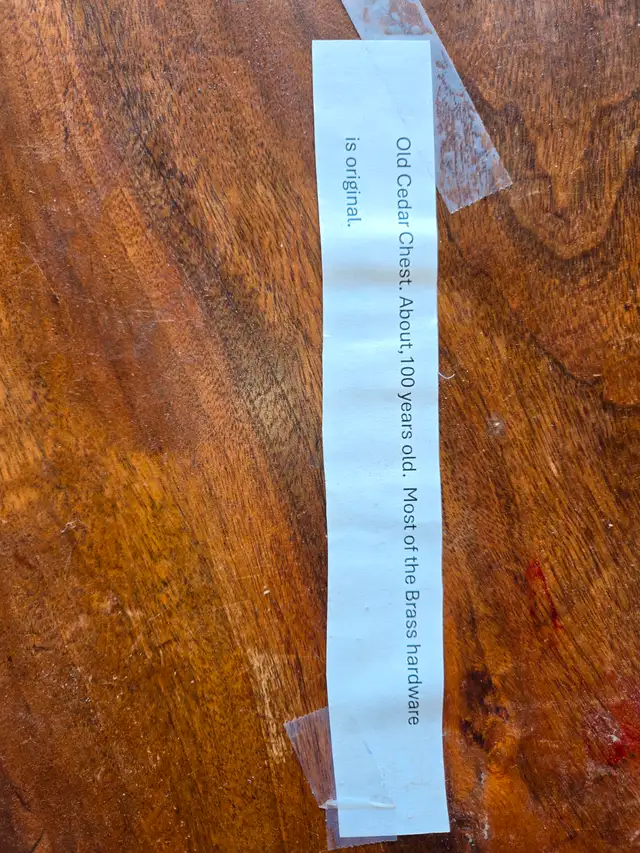 Old Cedar Chest. About, 100 years old. Most of the Brass hardware
is original.